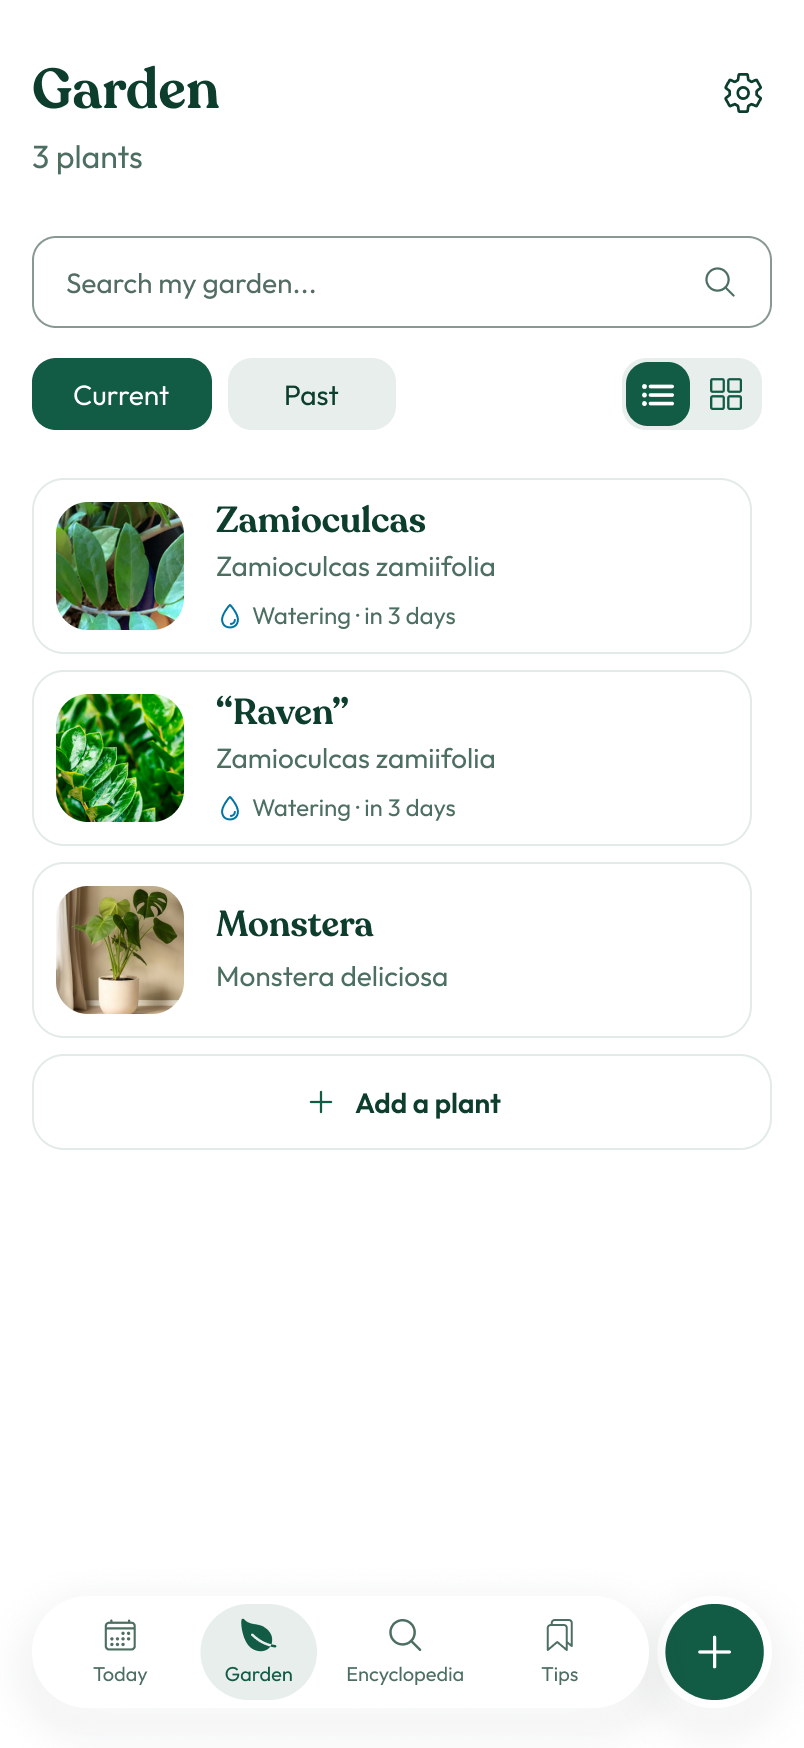 Garden
3 plants
Search my garden...
Current
Past
Zamioculcas
Zamioculcas zamiifolia
Watering · in 3 days
“Raven”
Zamioculcas zamiifolia
Watering · in 3 days
Monstera
Monstera deliciosa
Add a plant
Today
Garden
Encyclopedia
Tips